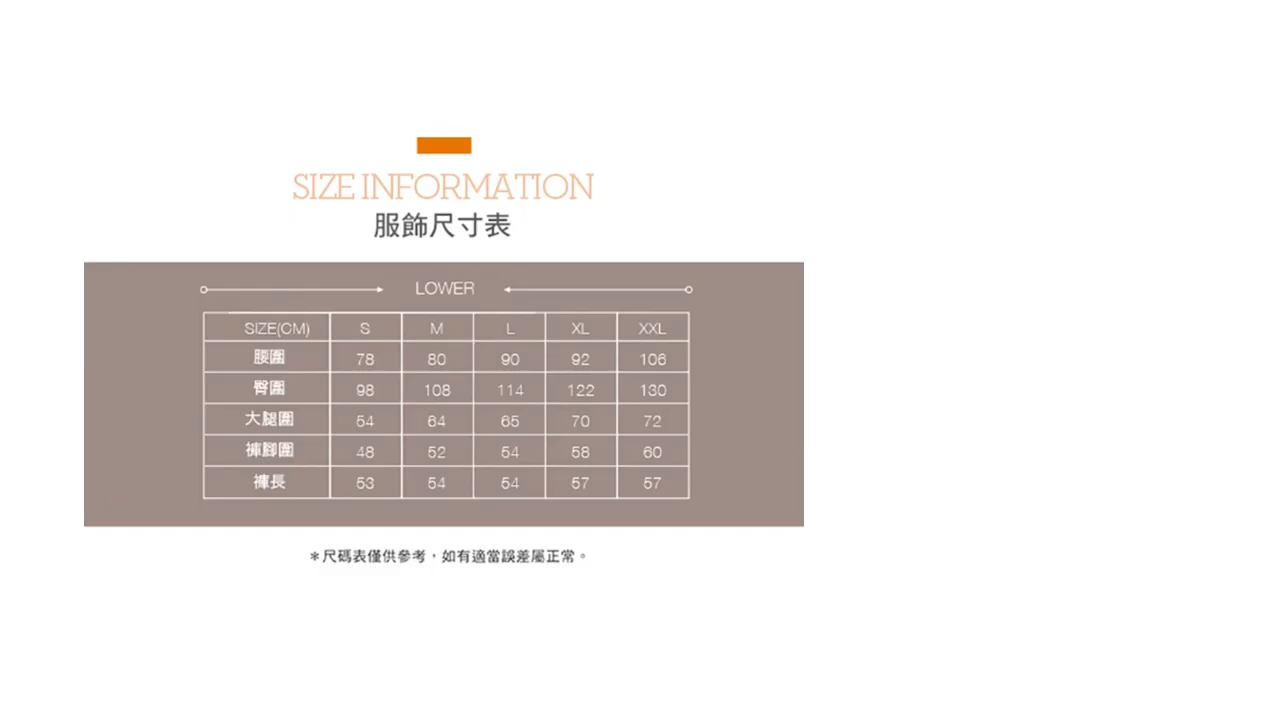 SIZE INFORMATION
服飾尺寸表
LOWER
SIZE(CM) S M L XL XXL
腰圍 78 80 90 92 106
臀圍 98 108 114 122 130
大腿圍 54 64 65 70 72
褲腳圍 48 52 54 58 60
褲長 53 54 54 57 57
＊尺碼表僅供參考，如有適當誤差屬正常。